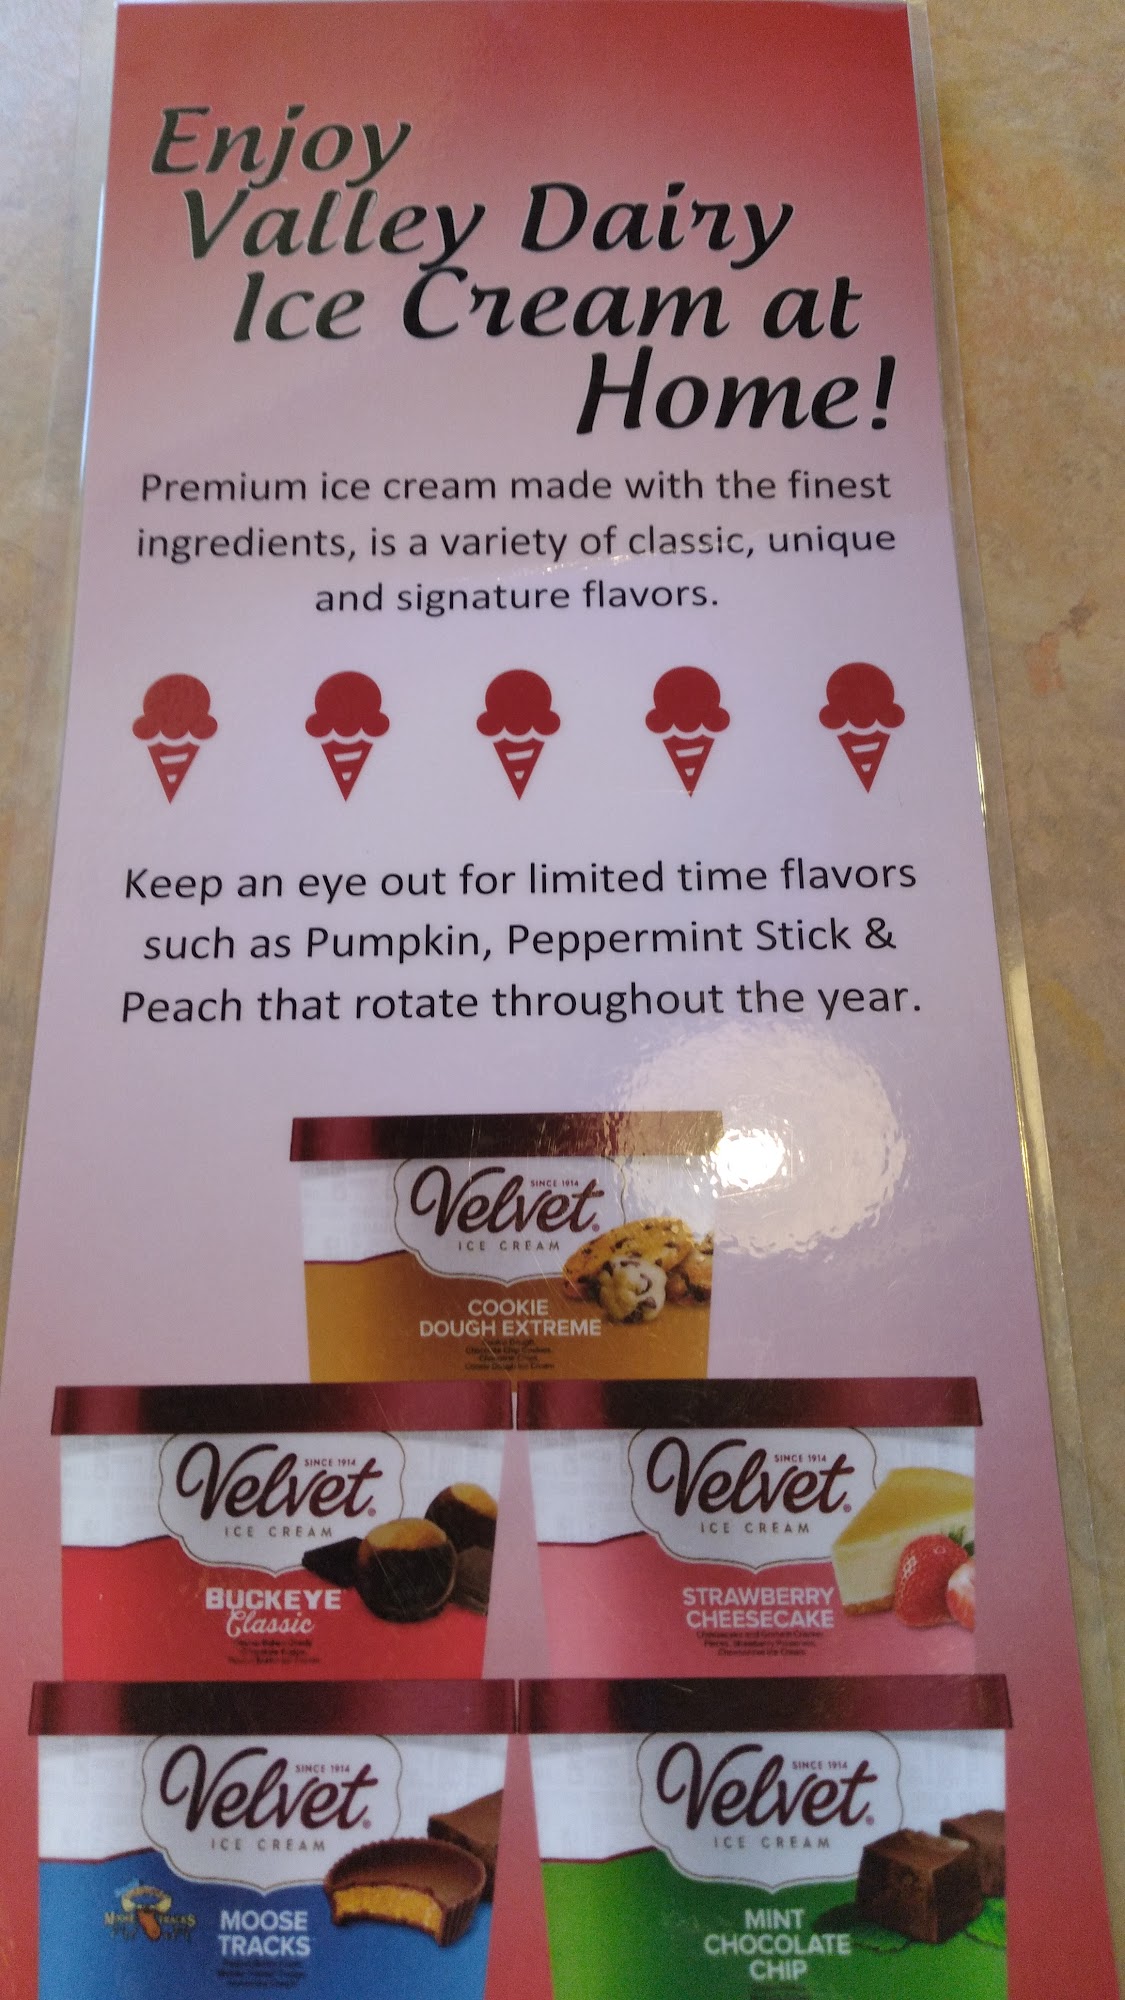 Enjoy
Valley Dairy
Ice Cream at
Home!
Premium ice cream made with the finest
ingredients, is a variety of classic, unique
and signature flavors.
Keep an eye out for limited time flavors
such as Pumpkin, Peppermint Stick &
Peach that rotate throughout the year.
SINCE 1914
Velvet®
ICE CREAM
COOKIE
DOUGH EXTREME
SINCE 1914
Velvet®
ICE CREAM
BUCKEYE
Classic
SINCE 1914
Velvet®
ICE CREAM
STRAWBERRY
CHEESECAKE
SINCE 1914
Velvet®
ICE CREAM
MOOSE
TRACKS
SINCE 1914
Velvet®
ICE CREAM
MINT
CHOCOLATE
CHIP